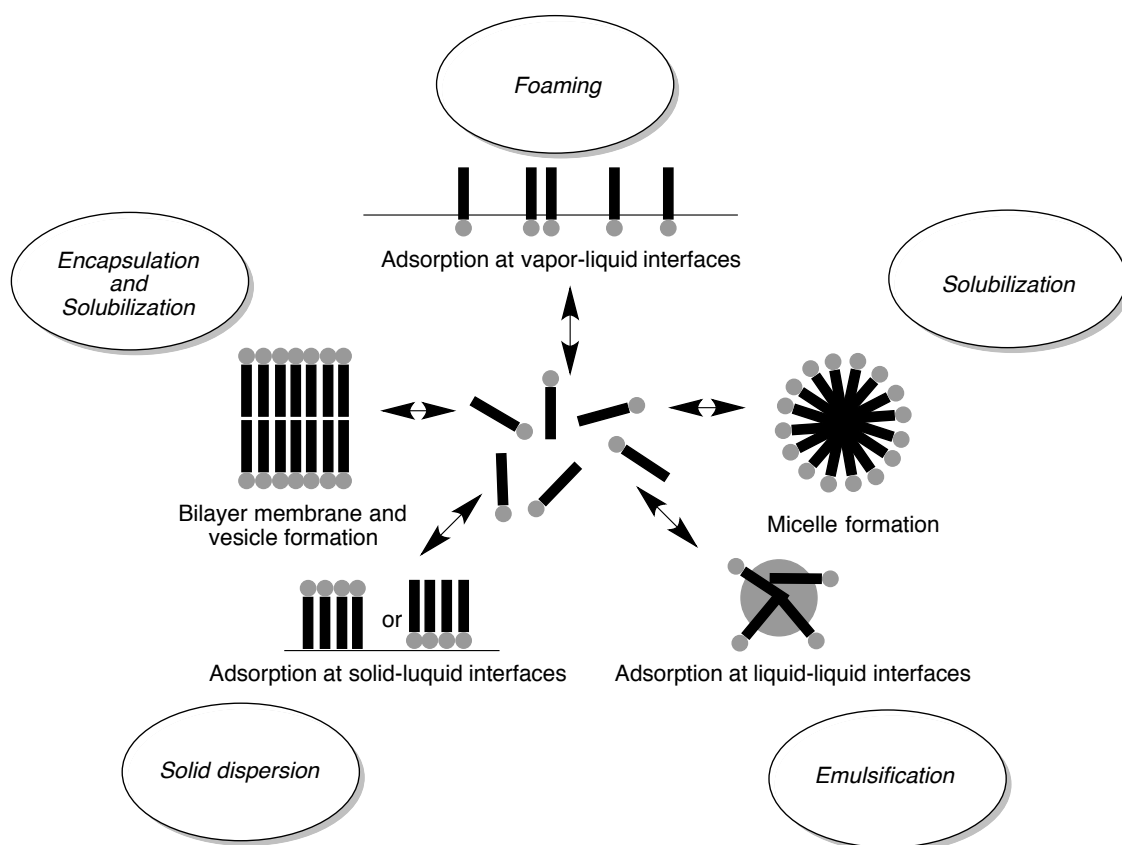 Foaming
Adsorption at vapor-liquid interfaces
Encapsulation
and
Solubilization
Solubilization
Bilayer membrane and
vesicle formation
Micelle formation
or
Adsorption at solid-luquid interfaces
Adsorption at liquid-liquid interfaces
Solid dispersion
Emulsification